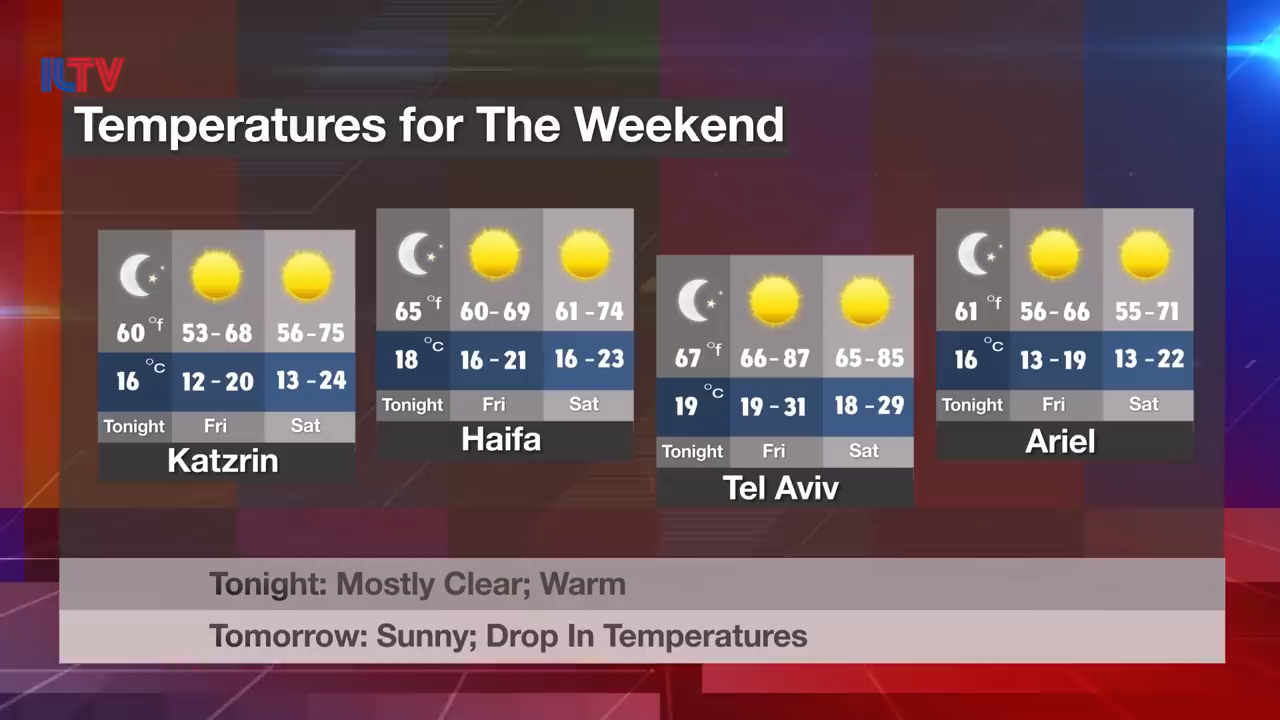 ILTV
Temperatures for The Weekend
60 °f 53-68 56-75
16 °C 12-20 13-24
Tonight Fri Sat
Katzrin
65 °f 60-69 61-74
18 °C 16-21 16-23
Tonight Fri Sat
Haifa
67 °f 66-87 65-85
19 °C 19-31 18-29
Tonight Fri Sat
Tel Aviv
61 °f 56-66 55-71
16 °C 13-19 13-22
Tonight Fri Sat
Ariel
Tonight: Mostly Clear; Warm
Tomorrow: Sunny; Drop In Temperatures